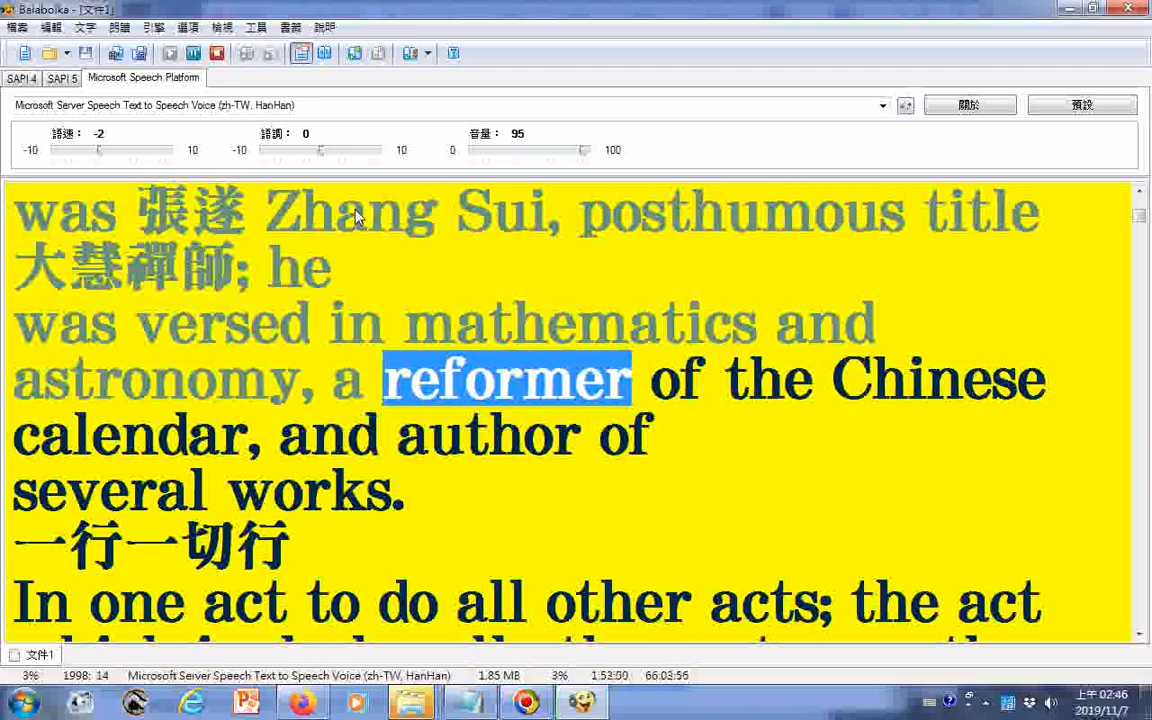 Balabolka - [文件1]
檔案 編輯 文字 朗讀 引擎 選項 檢視 工具 書籤 說明
SAPI 4 SAPI 5 Microsoft Speech Platform
Microsoft Server Speech Text to Speech Voice (zh-TW, HanHan) 關於 預設
語速： -2 語調： 0 音量： 95
-10 10 -10 10 0 100
was 張遂 Zhang Sui, posthumous title
大慧禪師; he
was versed in mathematics and
astronomy, a reformer of the Chinese
calendar, and author of
several works.
一行一切行
In one act to do all other acts; the act
文件1
3% 1998: 14 Microsoft Server Speech Text to Speech Voice (zh-TW, HanHan) 1.85 MB 3% 1:53:50 66:03:56
上午 02:46
2019/11/7